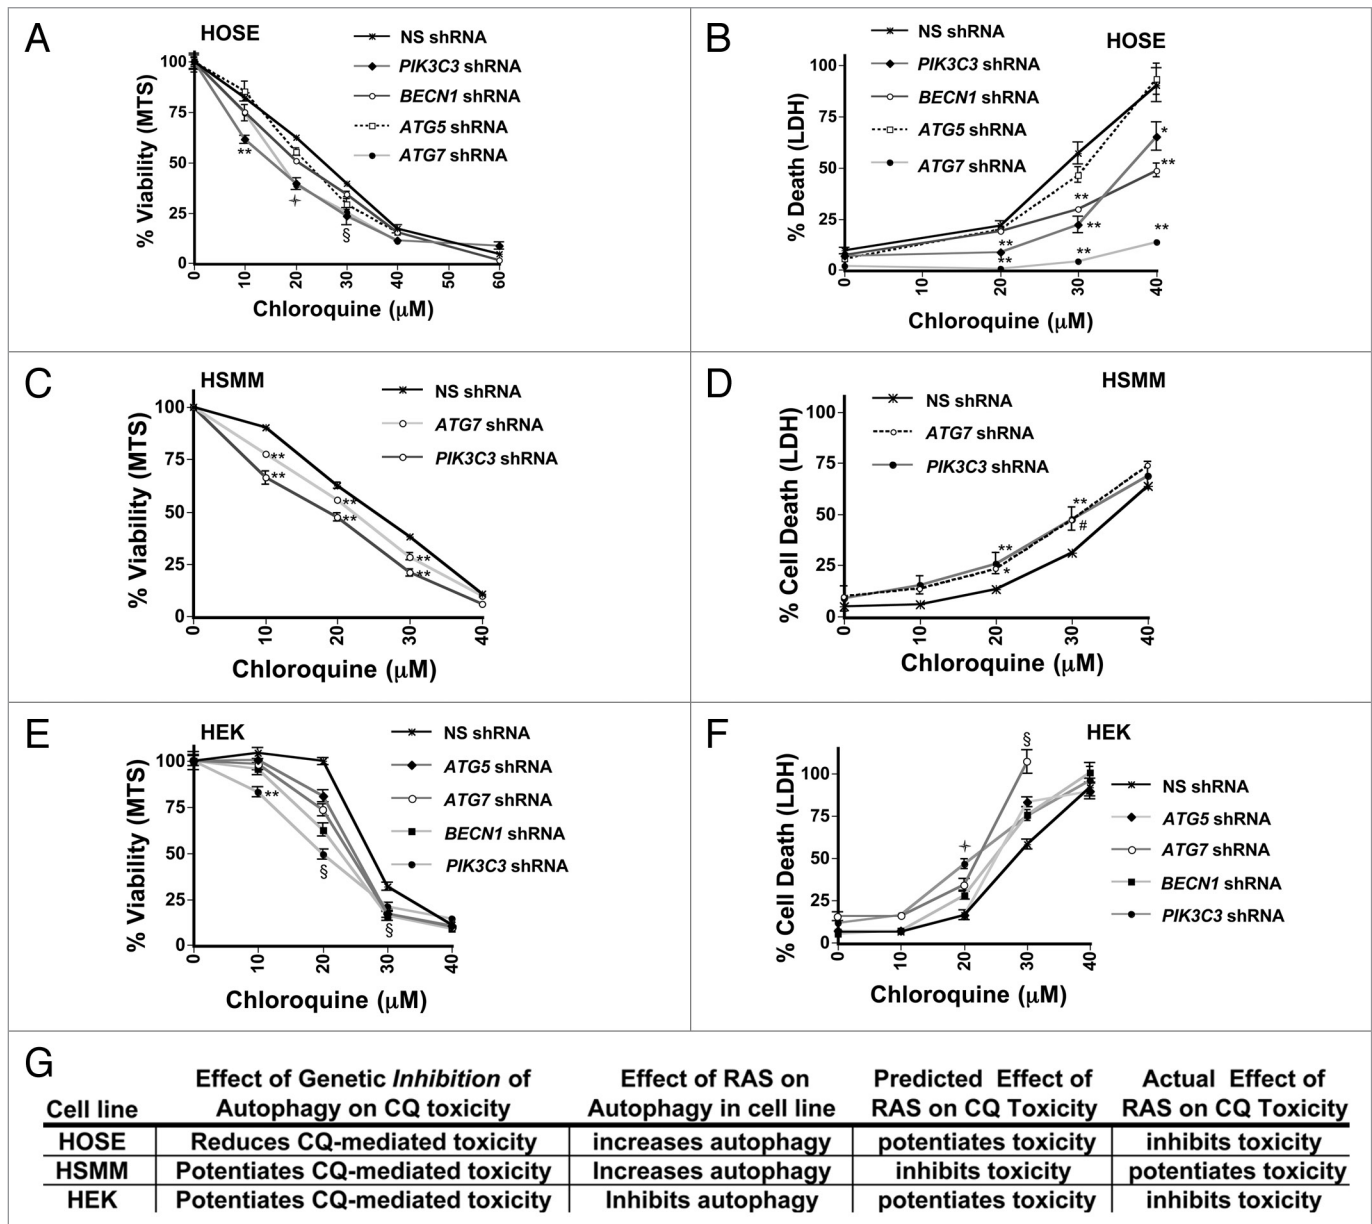 A
HOSE
NS shRNA
PIK3C3 shRNA
BECN1 shRNA
ATG5 shRNA
ATG7 shRNA
% Viability (MTS)
100
75
50
25
0
**
✦
§
0 10 20 30 40 50 60
Chloroquine (µM)
B
HOSE
NS shRNA
PIK3C3 shRNA
BECN1 shRNA
ATG5 shRNA
ATG7 shRNA
% Death (LDH)
100
75
50
25
0
*
**
**
**
**
**
**
**
0 10 20 30 40
Chloroquine (µM)
C
HSMM
NS shRNA
ATG7 shRNA
PIK3C3 shRNA
% Viability (MTS)
100
75
50
25
0
**
**
**
**
**
**
0 10 20 30 40
Chloroquine (µM)
D
HSMM
NS shRNA
ATG7 shRNA
PIK3C3 shRNA
% Cell Death (LDH)
100
75
50
25
0
**
#
**
*
0 10 20 30 40
Chloroquine (µM)
E
HEK
NS shRNA
ATG5 shRNA
ATG7 shRNA
BECN1 shRNA
PIK3C3 shRNA
% Viability (MTS)
100
75
50
25
0
**
§
§
0 10 20 30 40
Chloroquine (µM)
F
HEK
NS shRNA
ATG5 shRNA
ATG7 shRNA
BECN1 shRNA
PIK3C3 shRNA
% Cell Death (LDH)
100
75
50
25
0
§
✦
0 10 20 30 40
Chloroquine (µM)
G
Effect of Genetic Inhibition of Effect of RAS on Predicted Effect of Actual Effect of
Cell line Autophagy on CQ toxicity Autophagy in cell line RAS on CQ Toxicity RAS on CQ Toxicity
HOSE Reduces CQ-mediated toxicity increases autophagy potentiates toxicity inhibits toxicity
HSMM Potentiates CQ-mediated toxicity Increases autophagy inhibits toxicity potentiates toxicity
HEK Potentiates CQ-mediated toxicity Inhibits autophagy potentiates toxicity inhibits toxicity